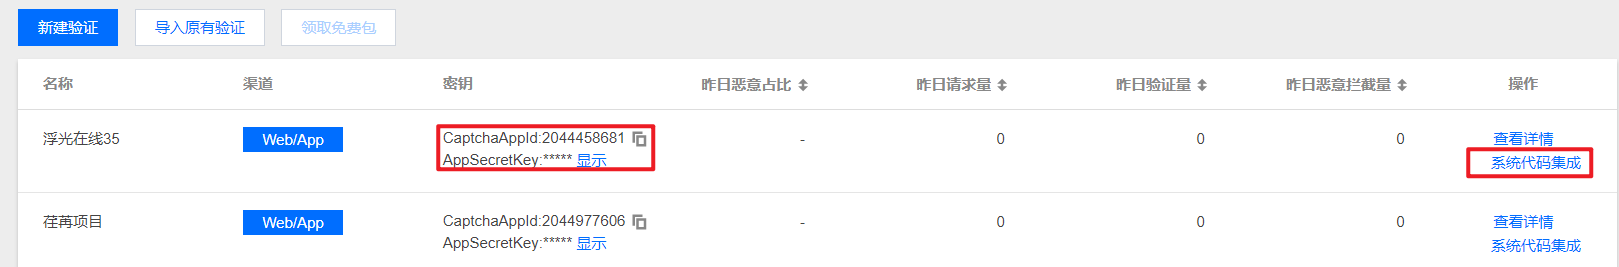 新建验证 导入原有验证 领取免费包
名称 渠道 密钥 昨日恶意占比 昨日请求量 昨日验证量 昨日恶意拦截量 操作
浮光在线35 Web/App CaptchaAppId:2044458681 - 0 0 0 查看详情
AppSecretKey:***** 显示 系统代码集成
荏苒项目 Web/App CaptchaAppId:2044977606 - 0 0 0 查看详情
AppSecretKey:***** 显示 系统代码集成